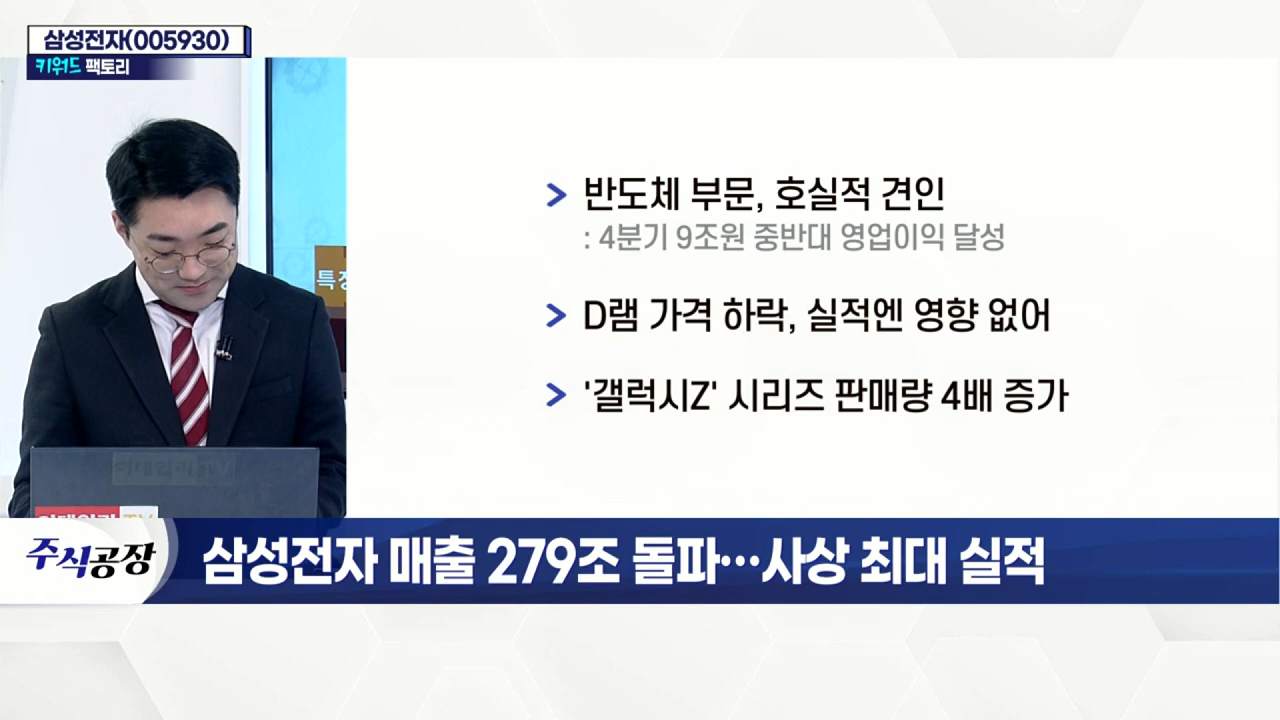 삼성전자(005930)
키워드 팩토리
> 반도체 부문, 호실적 견인
: 4분기 9조원 중반대 영업이익 달성
> D램 가격 하락, 실적엔 영향 없어
> '갤럭시Z' 시리즈 판매량 4배 증가
특징
주식공장
삼성전자 매출 279조 돌파…사상 최대 실적